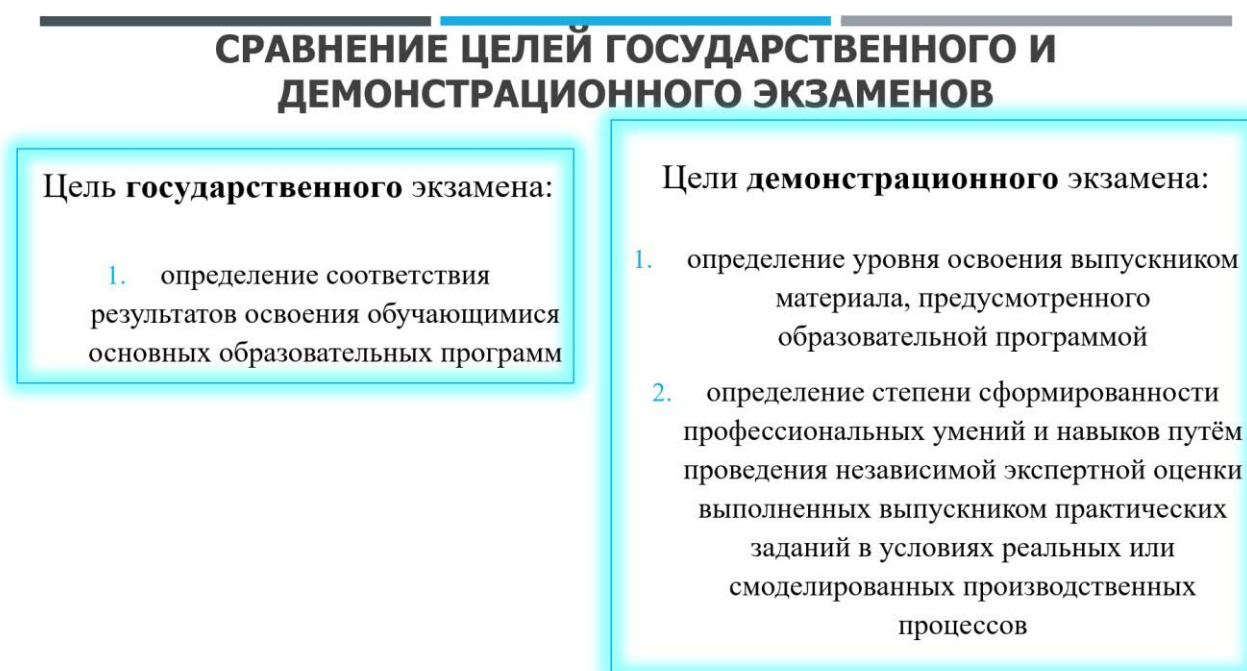 СРАВНЕНИЕ ЦЕЛЕЙ ГОСУДАРСТВЕННОГО И
ДЕМОНСТРАЦИОННОГО ЭКЗАМЕНОВ
Цель государственного экзамена:
1. определение соответствия
результатов освоения обучающимися
основных образовательных программ
Цели демонстрационного экзамена:
1. определение уровня освоения выпускником
материала, предусмотренного
образовательной программой
2. определение степени сформированности
профессиональных умений и навыков путём
проведения независимой экспертной оценки
выполненных выпускником практических
заданий в условиях реальных или
смоделированных производственных
процессов